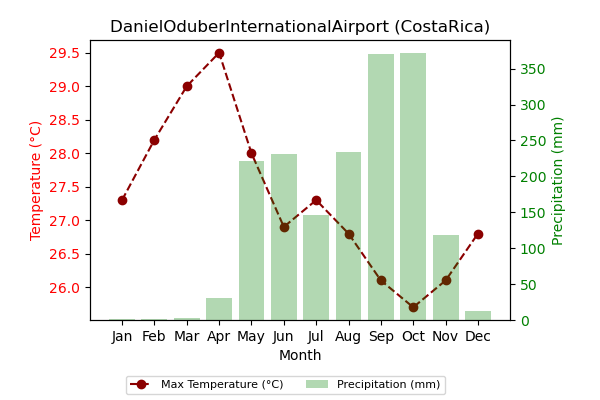 DanielOduberInternationalAirport (CostaRica)
Temperature (°C)
29.5
29.0
28.5
28.0
27.5
27.0
26.5
26.0
350
300
250
200
150
100
50
0
Precipitation (mm)
Jan Feb Mar Apr May Jun Jul Aug Sep Oct Nov Dec
Month
Max Temperature (°C) Precipitation (mm)